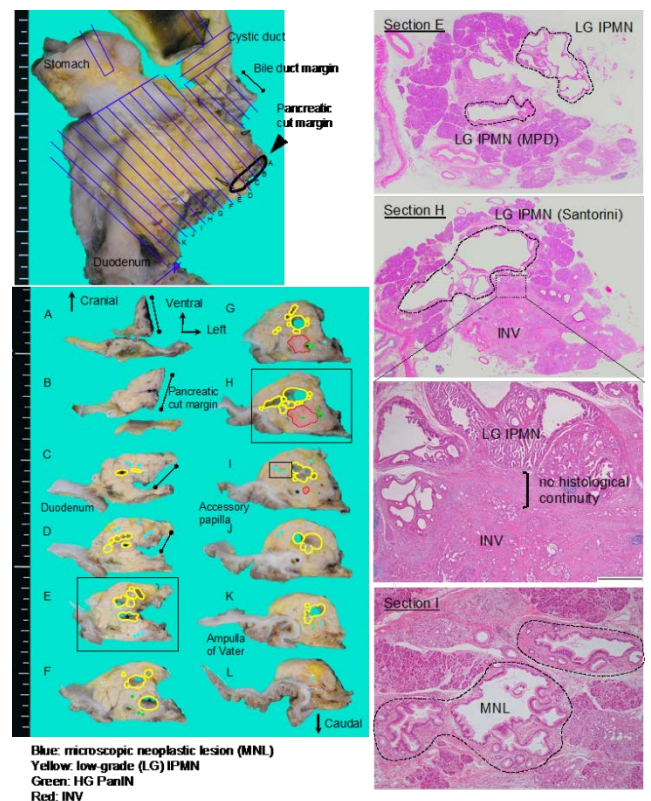 Stomach
Cystic duct
Bile duct margin
Pancreatic
cut margin
A
B
C
D
E
F
G
H
I
J
K
L
Duodenum
A
Cranial
Ventral
Left
B
Pancreatic
cut margin
C
Duodenum
D
E
F
G
H
I
Accessory
papilla
J
K
Ampulla
of Vater
L
Caudal
Blue: microscopic neoplastic lesion (MNL)
Yellow: low-grade (LG) IPMN
Green: HG PanIN
Red: INV
Section E
LG IPMN
LG IPMN (MPD)
Section H
LG IPMN (Santorini)
INV
LG IPMN
no histological
continuity
INV
Section I
MNL